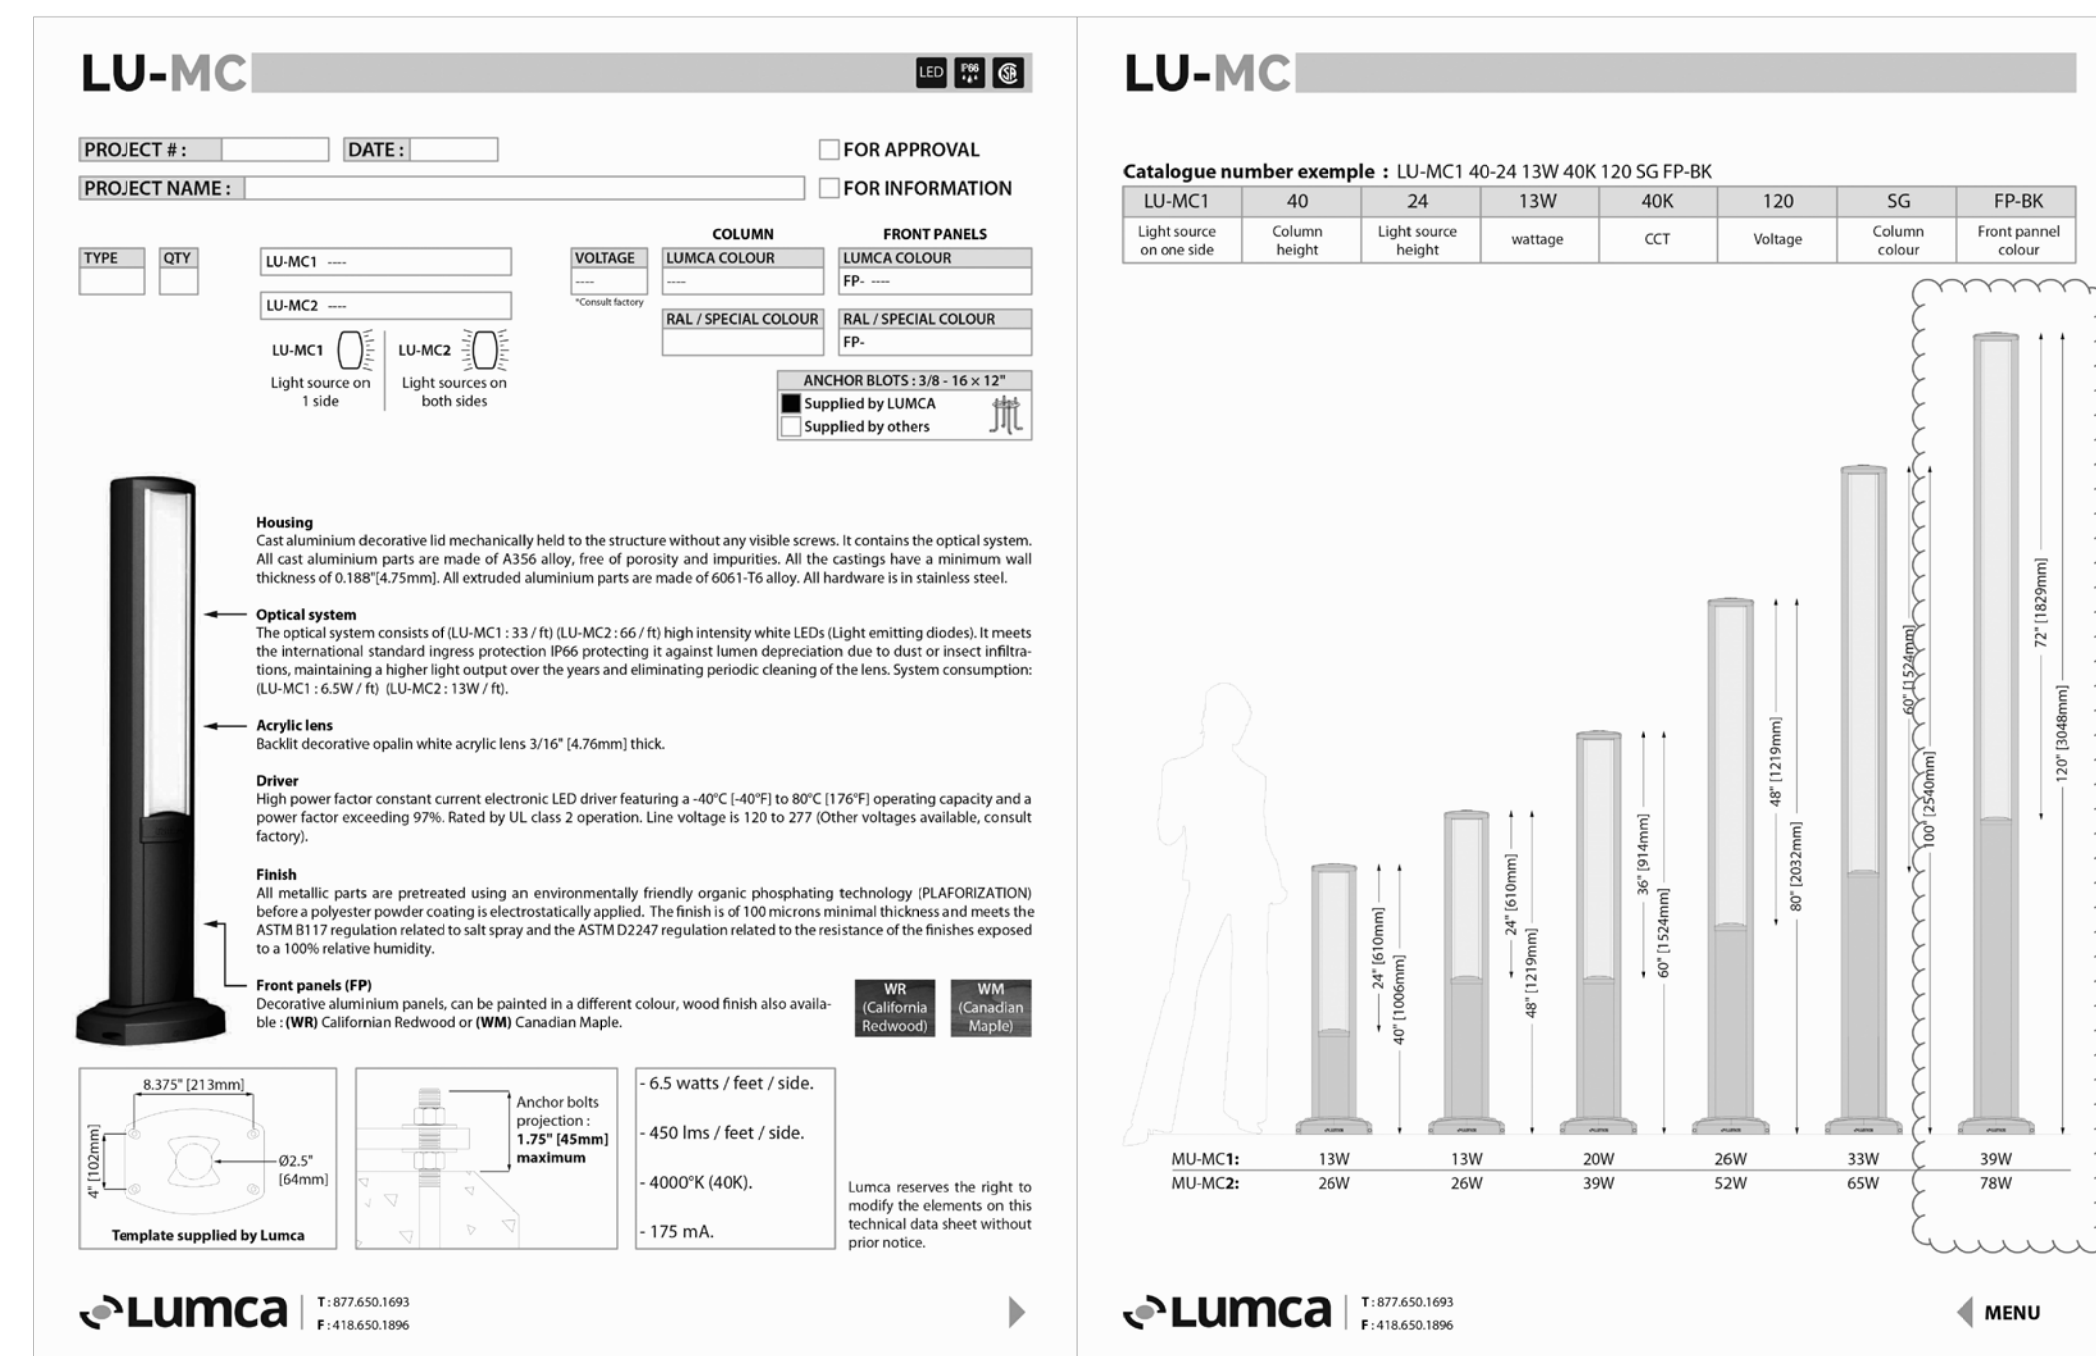 LU-MC
LED IP66
PROJECT # : DATE : FOR APPROVAL
PROJECT NAME : FOR INFORMATION
COLUMN FRONT PANELS
TYPE QTY LU-MC1 ---- VOLTAGE LUMCA COLOUR LUMCA COLOUR
---- ---- FP- ----
*Consult factory
LU-MC2 ----
RAL / SPECIAL COLOUR RAL / SPECIAL COLOUR
FP-
LU-MC1 LU-MC2
Light source on Light sources on
1 side both sides
ANCHOR BLOTS : 3/8 - 16 × 12"
Supplied by LUMCA
Supplied by others
Housing
Cast aluminium decorative lid mechanically held to the structure without any visible screws. It contains the optical system.
All cast aluminium parts are made of A356 alloy, free of porosity and impurities. All the castings have a minimum wall
thickness of 0.188"[4.75mm]. All extruded aluminium parts are made of 6061-T6 alloy. All hardware is in stainless steel.
Optical system
The optical system consists of (LU-MC1 : 33 / ft) (LU-MC2 : 66 / ft) high intensity white LEDs (Light emitting diodes). It meets
the international standard ingress protection IP66 protecting it against lumen depreciation due to dust or insect infiltra-
tions, maintaining a higher light output over the years and eliminating periodic cleaning of the lens. System consumption:
(LU-MC1 : 6.5W / ft) (LU-MC2 : 13W / ft).
Acrylic lens
Backlit decorative opalin white acrylic lens 3/16" [4.76mm] thick.
Driver
High power factor constant current electronic LED driver featuring a -40°C [-40°F] to 80°C [176°F] operating capacity and a
power factor exceeding 97%. Rated by UL class 2 operation. Line voltage is 120 to 277 (Other voltages available, consult
factory).
Finish
All metallic parts are pretreated using an environmentally friendly organic phosphating technology (PLAFORIZATION)
before a polyester powder coating is electrostatically applied. The finish is of 100 microns minimal thickness and meets the
ASTM B117 regulation related to salt spray and the ASTM D2247 regulation related to the resistance of the finishes exposed
to a 100% relative humidity.
Front panels (FP)
Decorative aluminium panels, can be painted in a different colour, wood finish also availa-
ble : (WR) Californian Redwood or (WM) Canadian Maple.
WR
(California
Redwood)
WM
(Canadian
Maple)
8.375" [213mm]
4" [102mm]
Ø2.5"
[64mm]
Template supplied by Lumca
Anchor bolts
projection :
1.75" [45mm]
maximum
- 6.5 watts / feet / side.
- 450 lms / feet / side.
- 4000°K (40K).
- 175 mA.
Lumca reserves the right to
modify the elements on this
technical data sheet without
prior notice.
Lumca
T : 877.650.1693
F : 418.650.1896
LU-MC
Catalogue number exemple : LU-MC1 40-24 13W 40K 120 SG FP-BK
LU-MC1 40 24 13W 40K 120 SG FP-BK
Light source Column Light source wattage CCT Voltage Column Front pannel
on one side height height colour colour
24" [610mm]
40" [1006mm]
24" [610mm]
48" [1219mm]
36" [914mm]
60" [1524mm]
48" [1219mm]
80" [2032mm]
60" [1524mm]
100" [2540mm]
72" [1829mm]
120" [3048mm]
MU-MC1: 13W 13W 20W 26W 33W 39W
MU-MC2: 26W 26W 39W 52W 65W 78W
Lumca
T : 877.650.1693
F : 418.650.1896
MENU